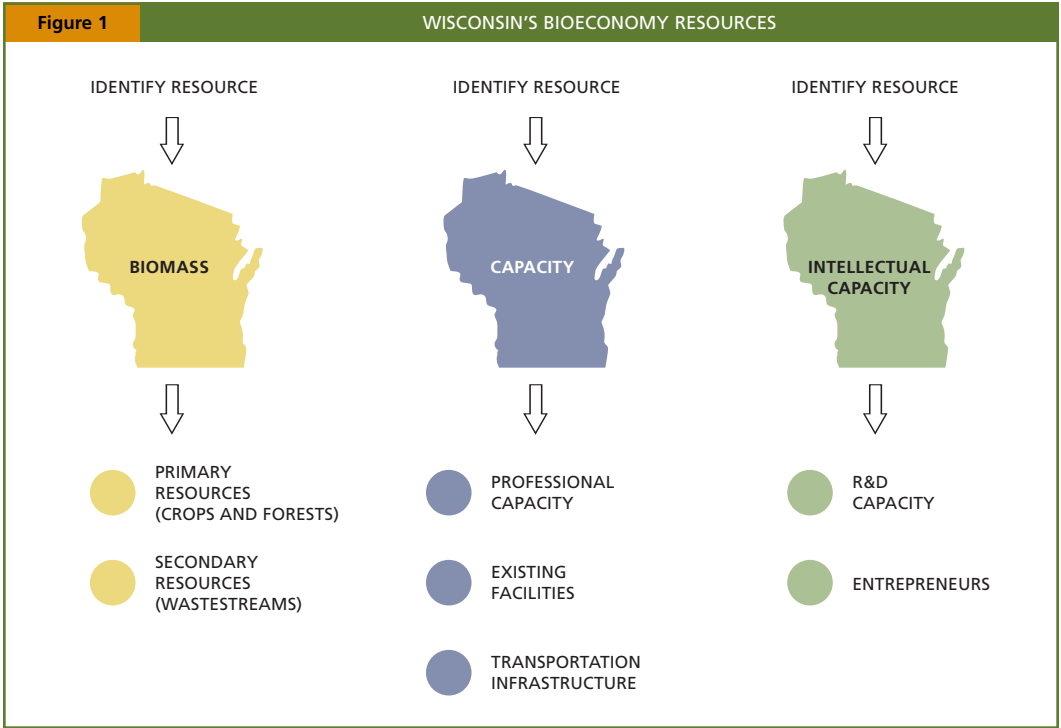 Figure 1
WISCONSIN'S BIOECONOMY RESOURCES
IDENTIFY RESOURCE
BIOMASS
PRIMARY
RESOURCES
(CROPS AND FORESTS)
SECONDARY
RESOURCES
(WASTESTREAMS)
IDENTIFY RESOURCE
CAPACITY
PROFESSIONAL
CAPACITY
EXISTING
FACILITIES
TRANSPORTATION
INFRASTRUCTURE
IDENTIFY RESOURCE
INTELLECTUAL
CAPACITY
R&D
CAPACITY
ENTREPRENEURS